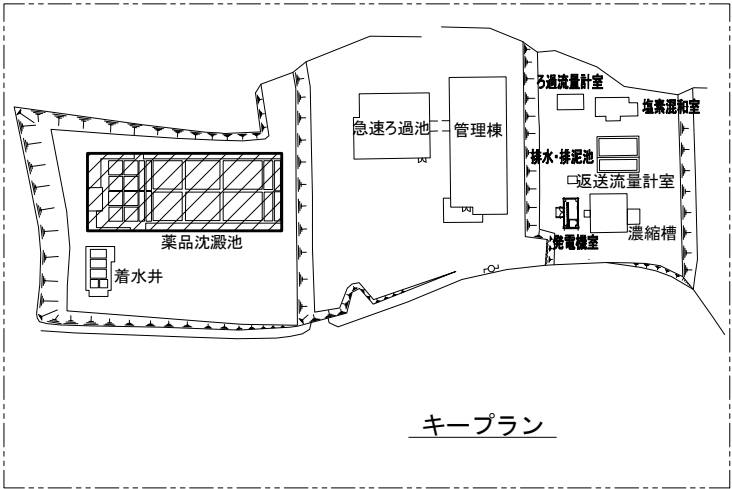 ろ過流量計室
塩素混和室
急速ろ過池
管理棟
排水・排泥池
返送流量計室
濃縮槽
発電機室
薬品沈澱池
着水井
キープラン